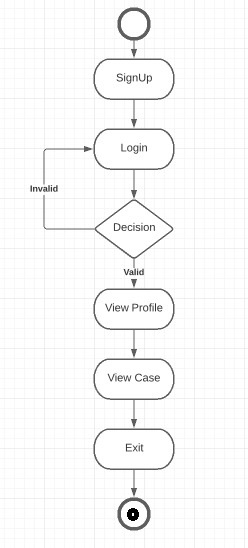 SignUp
Login
Invalid
Decision
Valid
View Profile
View Case
Exit